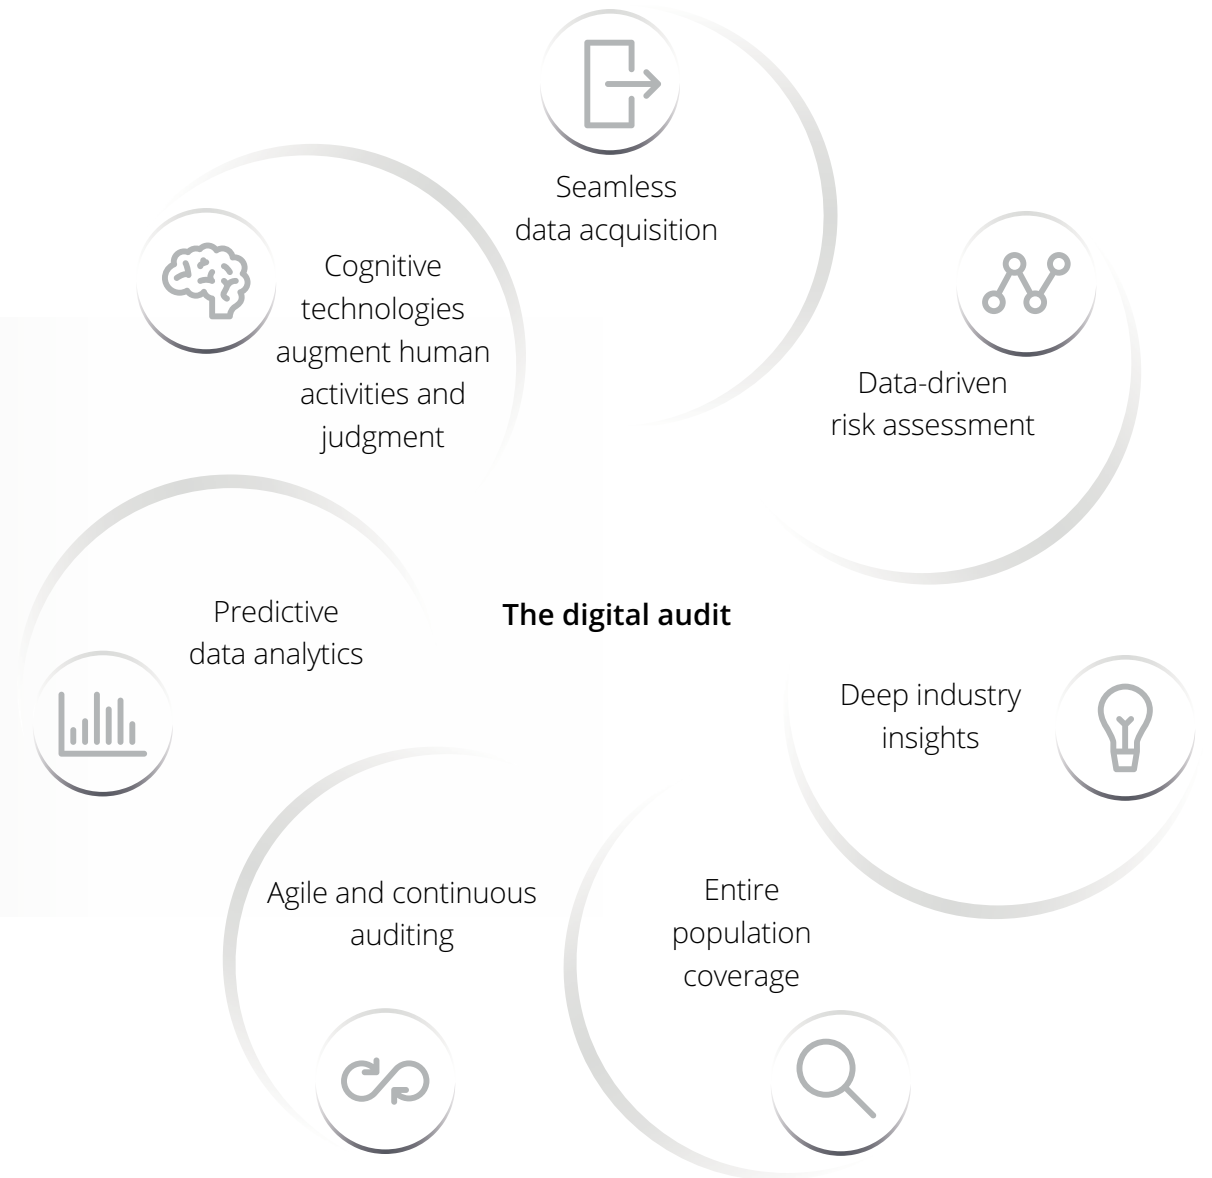 Seamless
data acquisition
Cognitive
technologies
augment human
activities and
judgment
Data-driven
risk assessment
Predictive
data analytics
The digital audit
Deep industry
insights
Agile and continuous
auditing
Entire
population
coverage